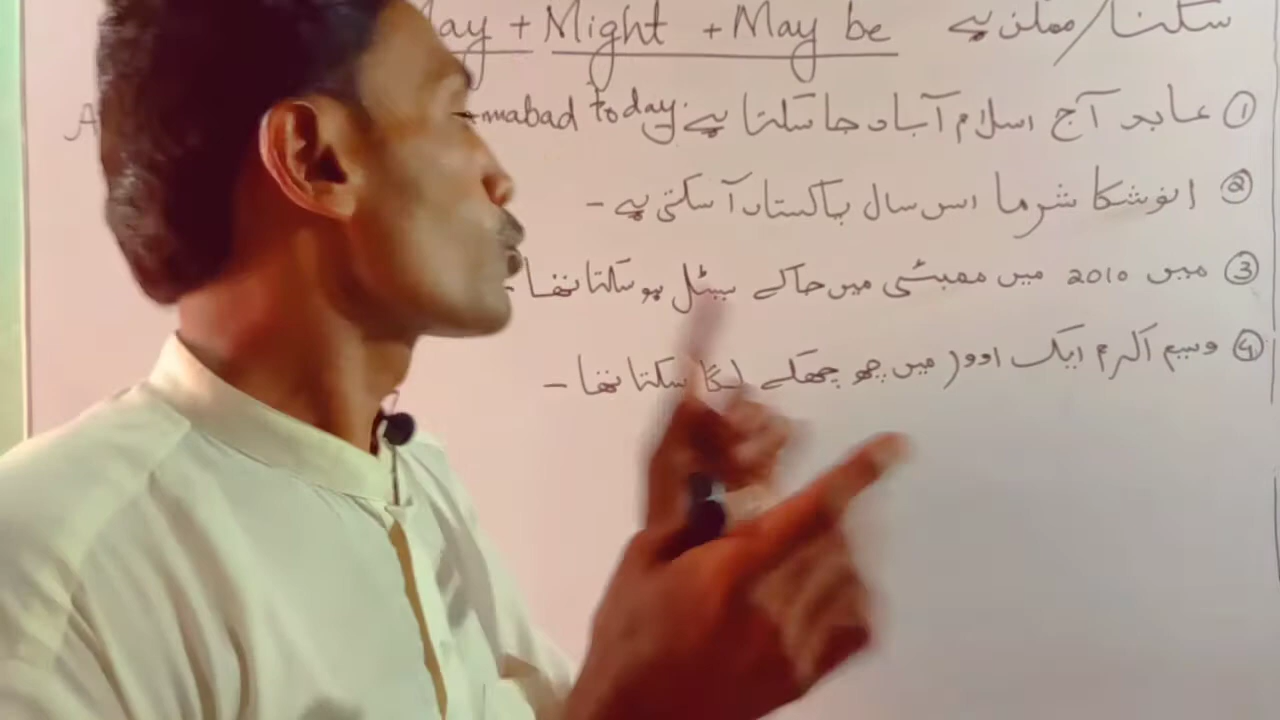 May + Might + May be سکنا/ممکن ہے
① عابد آج اسلام آباد جا سکتا ہے today.
② انوشکا شرما اس سال پاکستان آ سکتی ہے -
③ میں 2010 میں ممبئی میں جا کے سیٹل ہو سکتا تھا -
④ وسیم اکرم ایک اوور میں چھ چھکے لگا سکتا تھا -